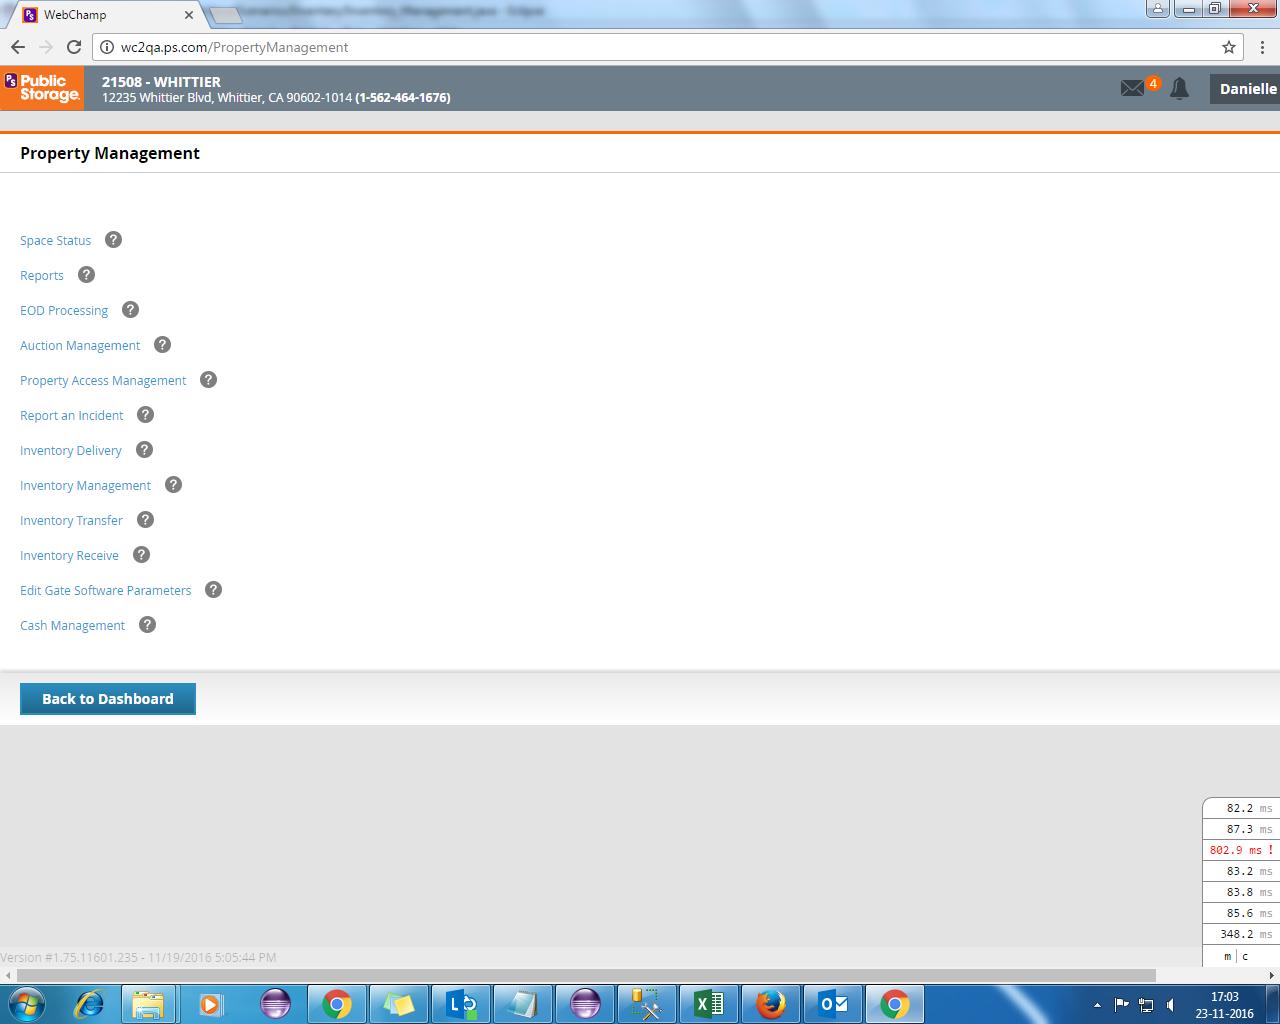 WebChamp
wc2qa.ps.com/PropertyManagement
PS Public Storage.
21508 - WHITTIER
12235 Whittier Blvd, Whittier, CA 90602-1014 (1-562-464-1676)
4
Danielle
Property Management
Space Status ?
Reports ?
EOD Processing ?
Auction Management ?
Property Access Management ?
Report an Incident ?
Inventory Delivery ?
Inventory Management ?
Inventory Transfer ?
Inventory Receive ?
Edit Gate Software Parameters ?
Cash Management ?
Back to Dashboard
82.2 ms
87.3 ms
802.9 ms !
83.2 ms
83.8 ms
85.6 ms
348.2 ms
m | c
Version #1.75.11601.235 - 11/19/2016 5:05:44 PM
17:03
23-11-2016